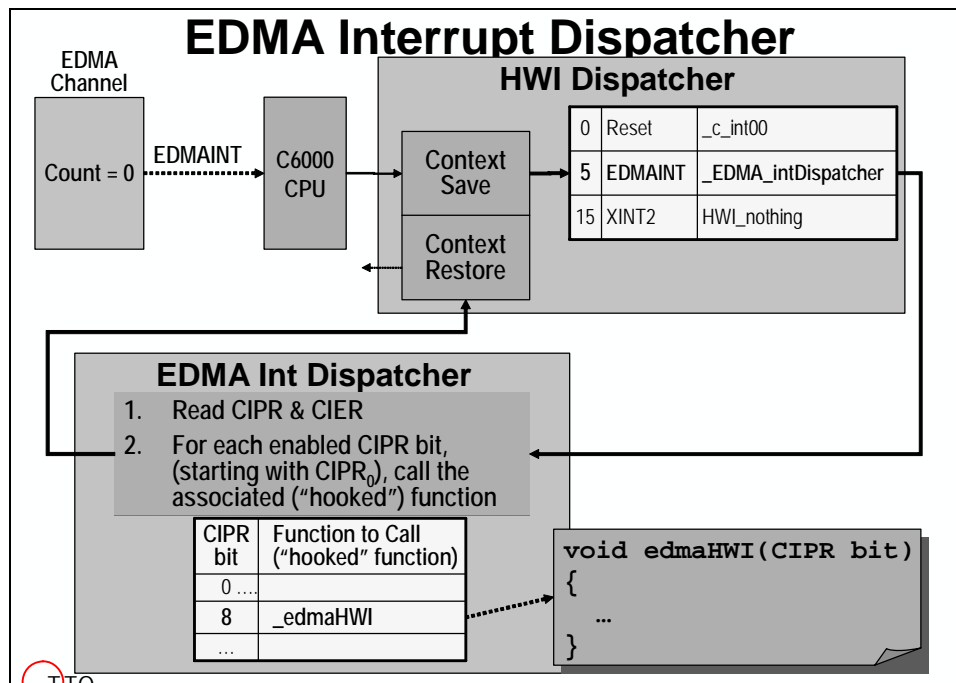 EDMA Interrupt Dispatcher
EDMA
Channel
HWI Dispatcher
Count = 0
EDMAINT
C6000
CPU
Context
Save
Context
Restore
0 Reset _c_int00
5 EDMAINT _EDMA_intDispatcher
15 XINT2 HWI_nothing
EDMA Int Dispatcher
1. Read CIPR & CIER
2. For each enabled CIPR bit,
(starting with CIPR0), call the
associated (“hooked”) function
CIPR bit
Function to Call
(“hooked” function)
0 ....
8 _edmaHWI
...
void edmaHWI(CIPR bit)
{
…
}